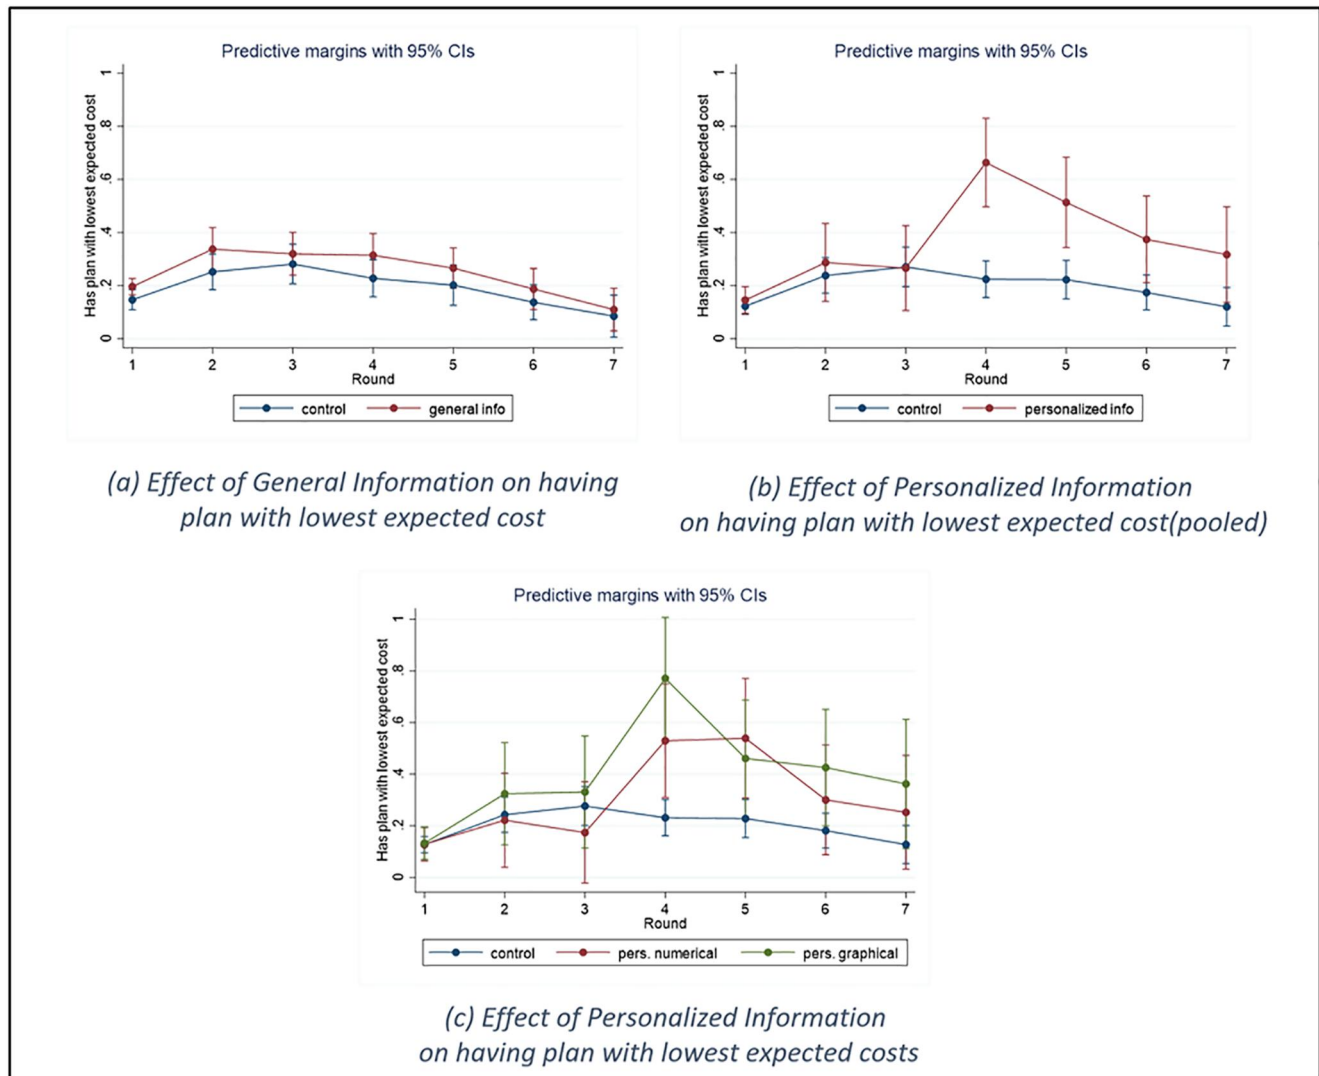 Predictive margins with 95% CIs
Has plan with lowest expected cost
1
.8
.6
.4
.2
0
1 2 3 4 5 6 7
Round
control general info
(a) Effect of General Information on having
plan with lowest expected cost
Predictive margins with 95% CIs
Has plan with lowest expected cost
1
.8
.6
.4
.2
0
1 2 3 4 5 6 7
Round
control personalized info
(b) Effect of Personalized Information
on having plan with lowest expected cost(pooled)
Predictive margins with 95% CIs
Has plan with lowest expected cost
1
.8
.6
.4
.2
0
1 2 3 4 5 6 7
Round
control pers. numerical pers. graphical
(c) Effect of Personalized Information
on having plan with lowest expected costs